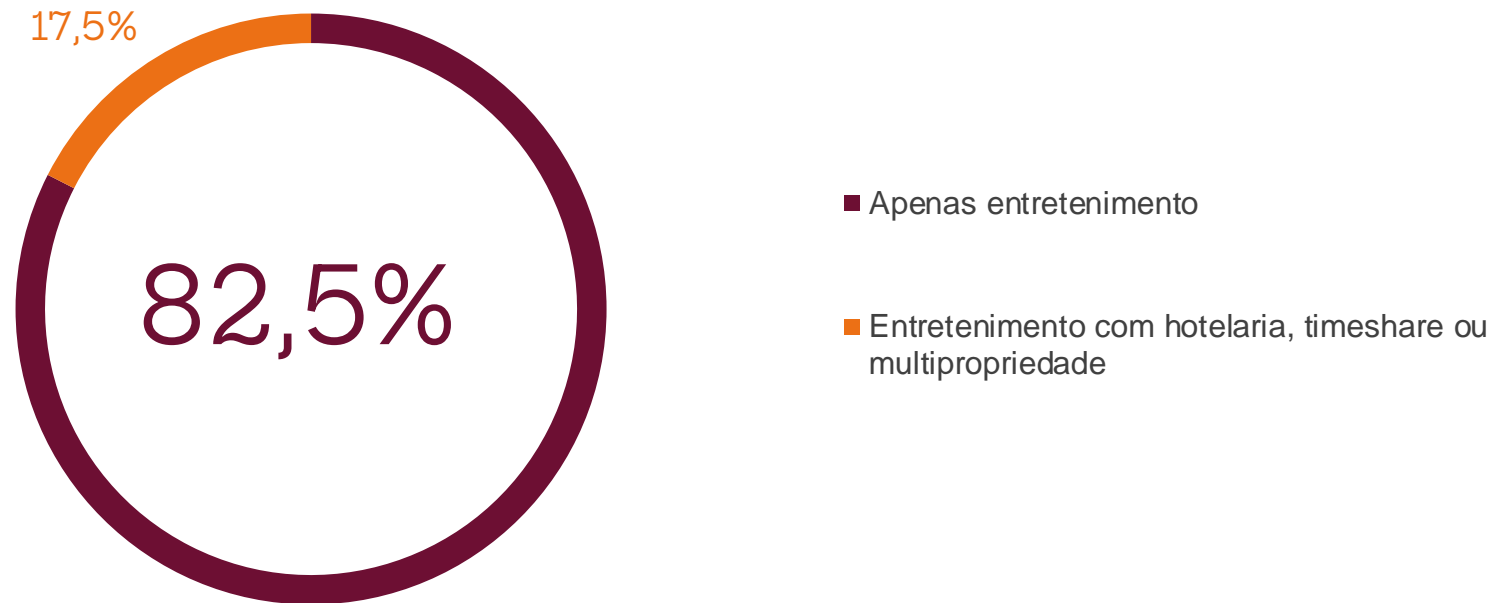 17,5%
82,5%
Apenas entretenimento
Entretenimento com hotelaria, timeshare ou
multipropriedade